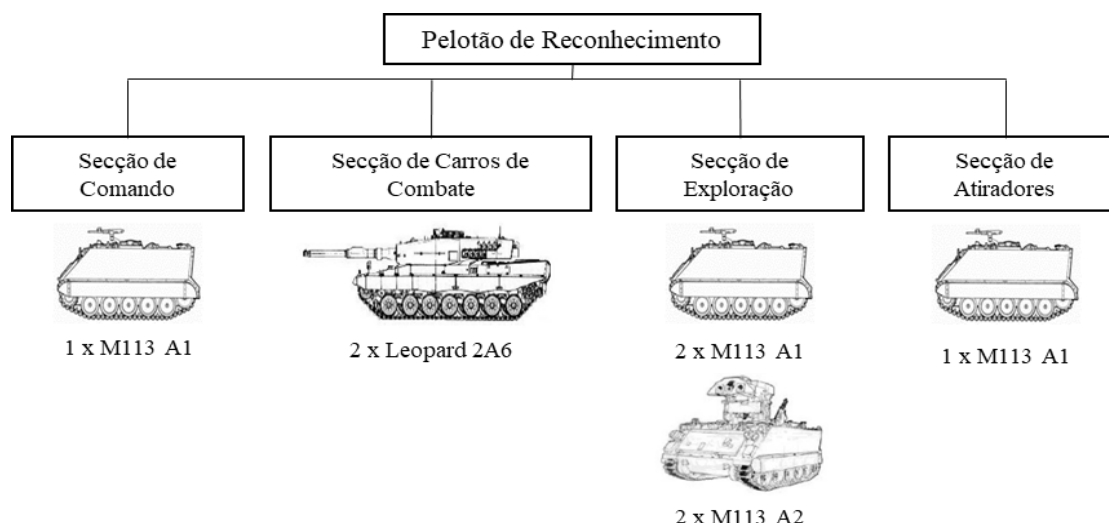 Pelotão de Reconhecimento
Secção de
Comando
Secção de Carros de
Combate
Secção de
Exploração
Secção de
Atiradores
1 x M113 A1
2 x Leopard 2A6
2 x M113 A1
1 x M113 A1
2 x M113 A2